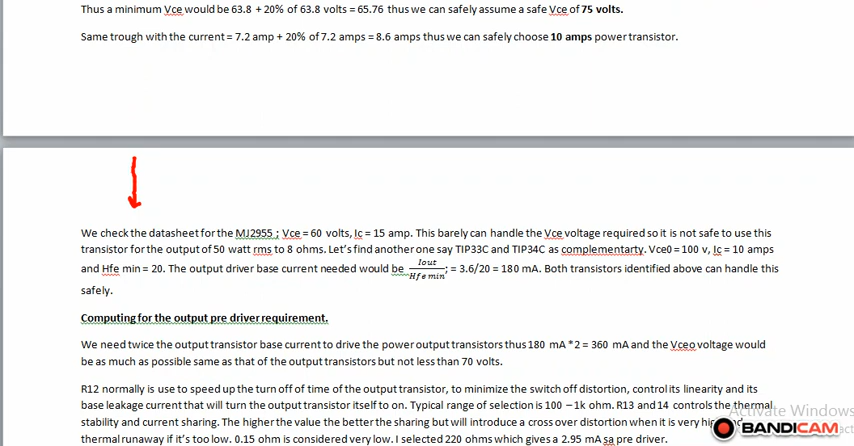 Thus a minimum Vce would be 63.8 + 20% of 63.8 volts = 65.76 thus we can safely assume a safe Vce of 75 volts.
Same trough with the current = 7.2 amp + 20% of 7.2 amps = 8.6 amps thus we can safely choose 10 amps power transistor.
We check the datasheet for the MJ2955 ; Vce = 60 volts, Ic = 15 amp. This barely can handle the Vce voltage required so it is not safe to use this
transistor for the output of 50 watt rms to 8 ohms. Let's find another one say TIP33C and TIP34C as complementarty. Vce0 = 100 v, Ic = 10 amps
and Hfe min = 20. The output driver base current needed would be Iout/Hfe min; = 3.6/20 = 180 mA. Both transistors identified above can handle this
safely.
Computing for the output pre driver requirement.
We need twice the output transistor base current to drive the power output transistors thus 180 mA *2 = 360 mA and the Vceo voltage would
be as much as possible same as that of the output transistors but not less than 70 volts.
R12 normally is use to speed up the turn off of time of the output transistor, to minimize the switch off distortion, control its linearity and its
base leakage current that will turn the output transistor itself to on. Typical range of selection is 100 – 1k ohm. R13 and 14 controls the thermal
stability and current sharing. The higher the value the better the sharing but will introduce a cross over distortion when it is very and
thermal runaway if it's too low. 0.15 ohm is considered very low. I selected 220 ohms which gives a 2.95 mA sa pre driver.
Activate Windows
BANDICAM